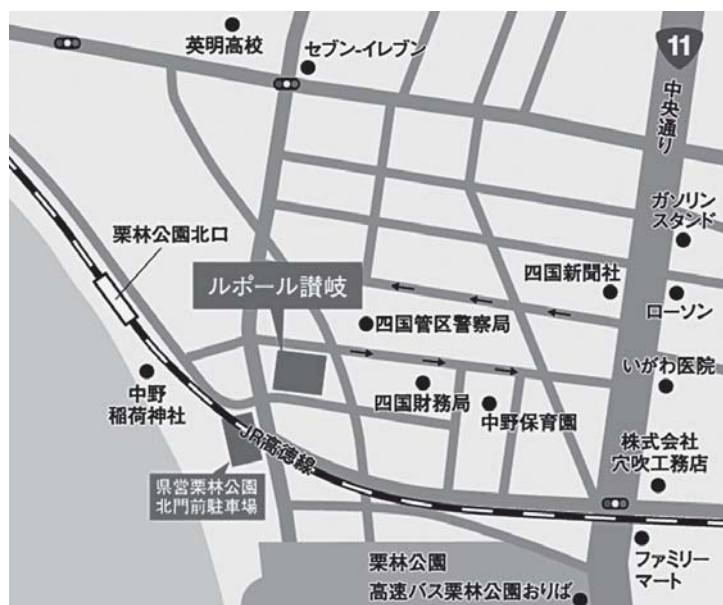 英明高校
セブン-イレブン
11
中央通り
ガソリン
スタンド
栗林公園北口
ルポール讃岐
四国新聞社
ローソン
四国管区警察局
いがわ医院
中野
稲荷神社
四国財務局
中野保育園
株式会社
穴吹工務店
JR高徳線
県営栗林公園
北門前駐車場
栗林公園
高速バス栗林公園おりば
ファミリー
マート